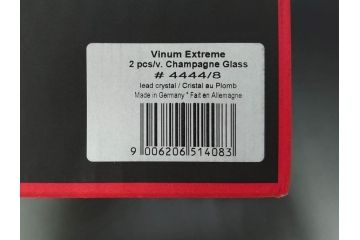 Vinum Extreme
2 pcs/v. Champagne Glass
# 4444/8
lead crystal / Cristal au Plomb
Made in Germany * Fait en Allemagne
9 006206 514083